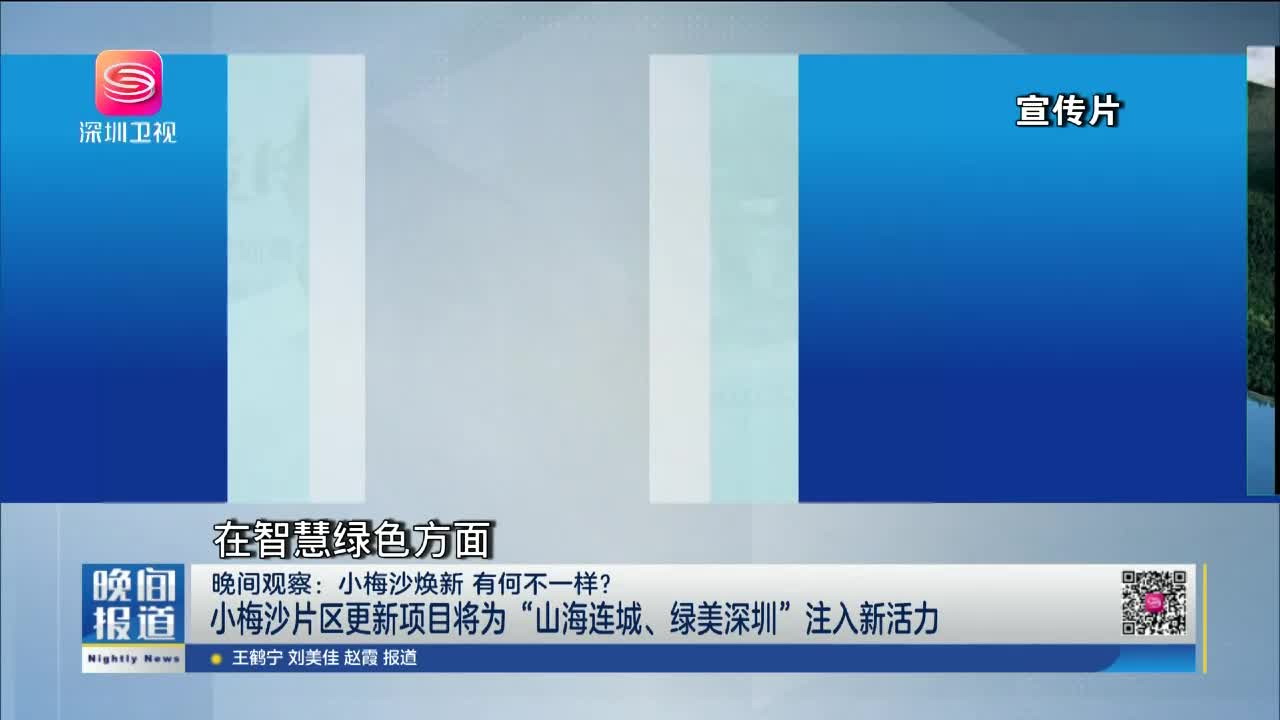 深圳卫视
宣传片
在智慧绿色方面
晚间
报道
Nightly News
晚间观察：小梅沙焕新 有何不一样？
小梅沙片区更新项目将为“山海连城、绿美深圳”注入新活力
王鹤宁 刘美佳 赵霞 报道